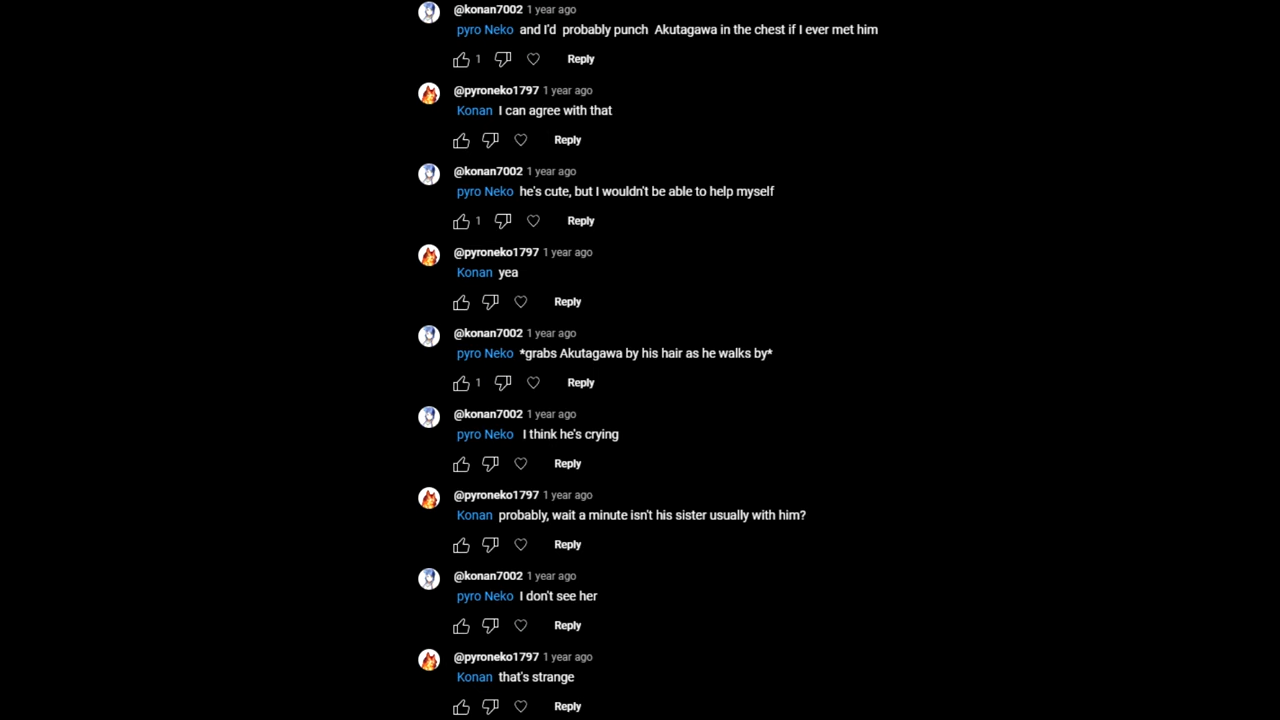 @konan7002 1 year ago
pyro Neko and I'd probably punch Akutagawa in the chest if I ever met him
1 Reply
@pyroneko1797 1 year ago
Konan I can agree with that
Reply
@konan7002 1 year ago
pyro Neko he's cute, but I wouldn't be able to help myself
1 Reply
@pyroneko1797 1 year ago
Konan yea
Reply
@konan7002 1 year ago
pyro Neko *grabs Akutagawa by his hair as he walks by*
1 Reply
@konan7002 1 year ago
pyro Neko I think he's crying
Reply
@pyroneko1797 1 year ago
Konan probably, wait a minute isn't his sister usually with him?
Reply
@konan7002 1 year ago
pyro Neko I don't see her
Reply
@pyroneko1797 1 year ago
Konan that's strange
Reply